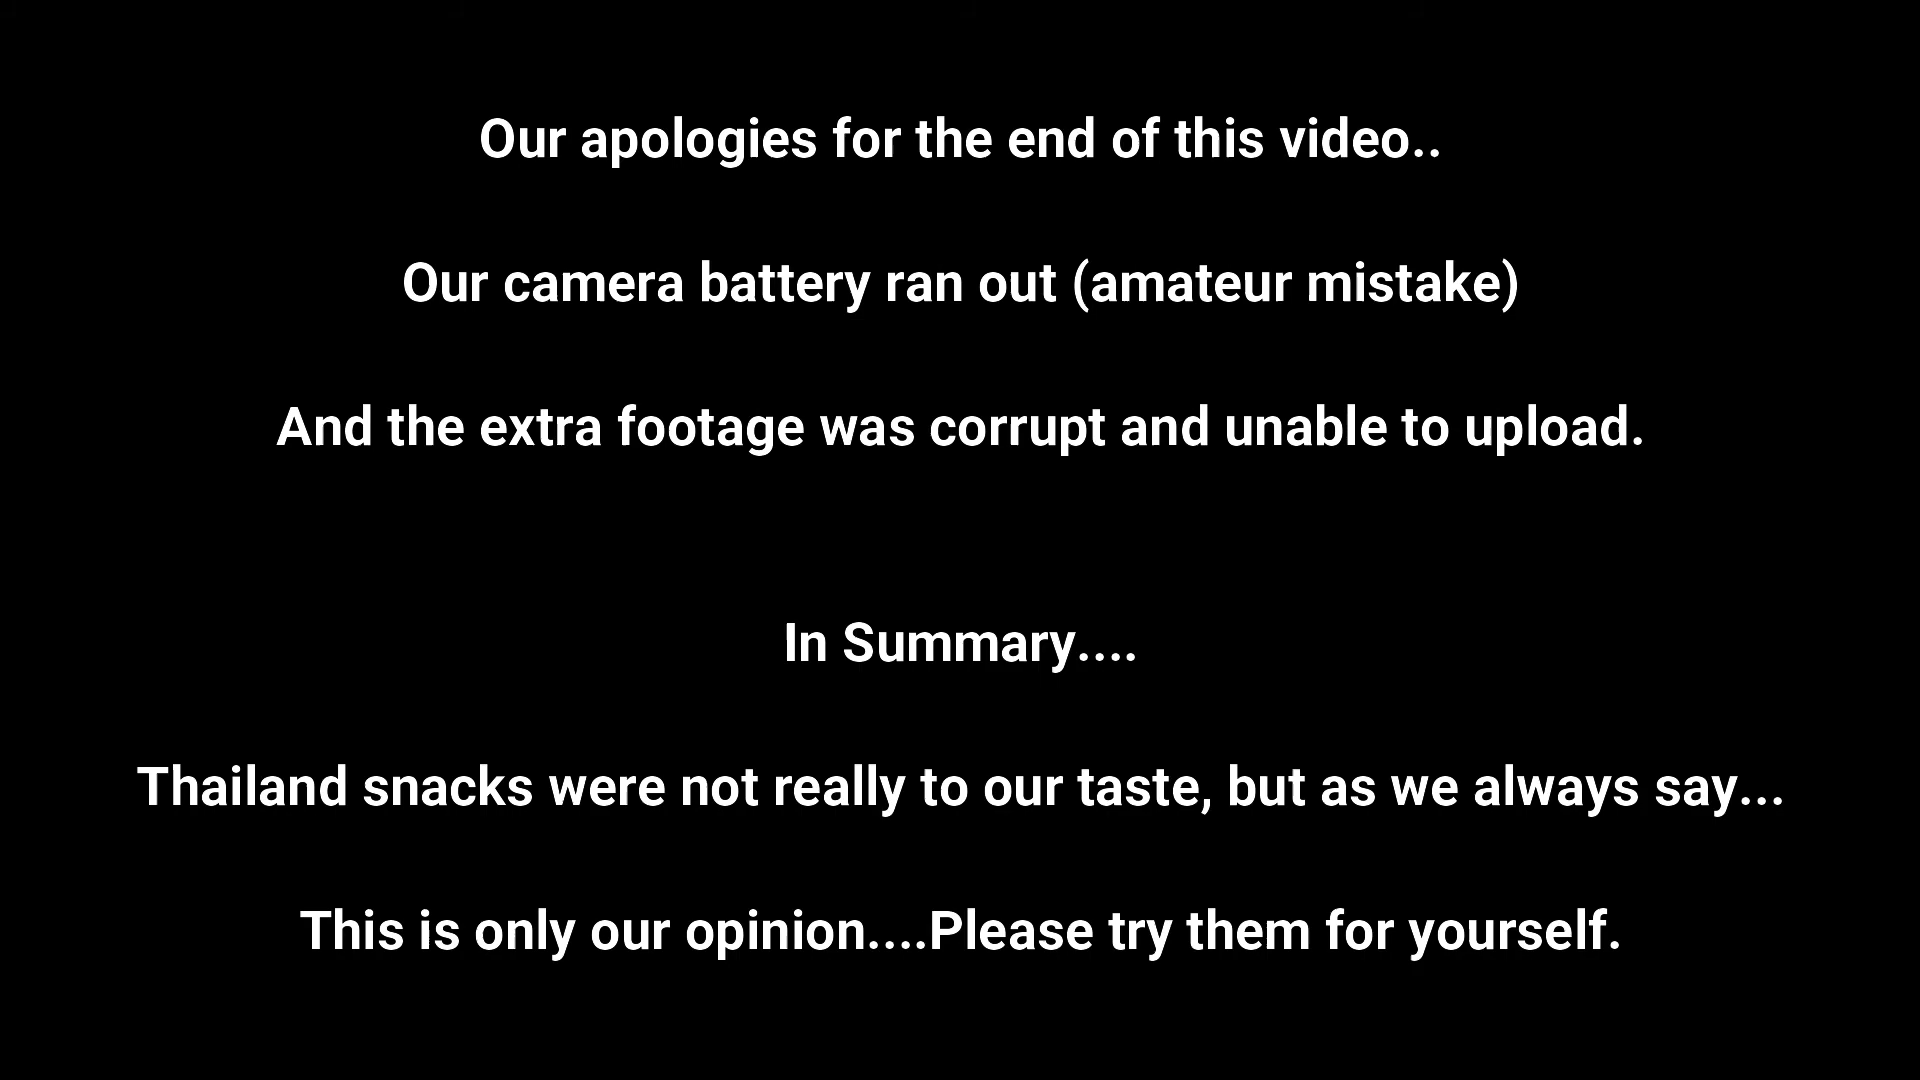 Our apologies for the end of this video..
Our camera battery ran out (amateur mistake)
And the extra footage was corrupt and unable to upload.
In Summary....
Thailand snacks were not really to our taste, but as we always say...
This is only our opinion....Please try them for yourself.